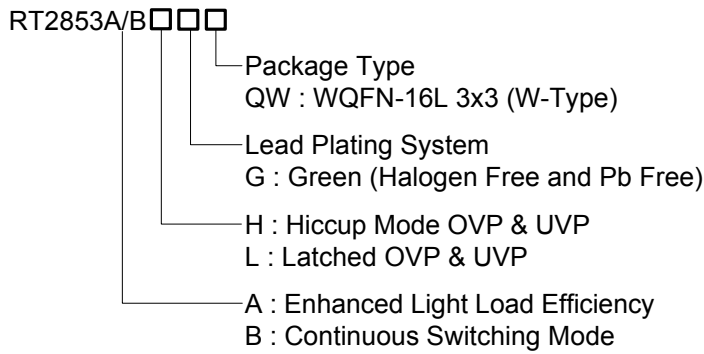 RT2853A/B□□□
Package Type
QW : WQFN-16L 3x3 (W-Type)
Lead Plating System
G : Green (Halogen Free and Pb Free)
H : Hiccup Mode OVP & UVP
L : Latched OVP & UVP
A : Enhanced Light Load Efficiency
B : Continuous Switching Mode